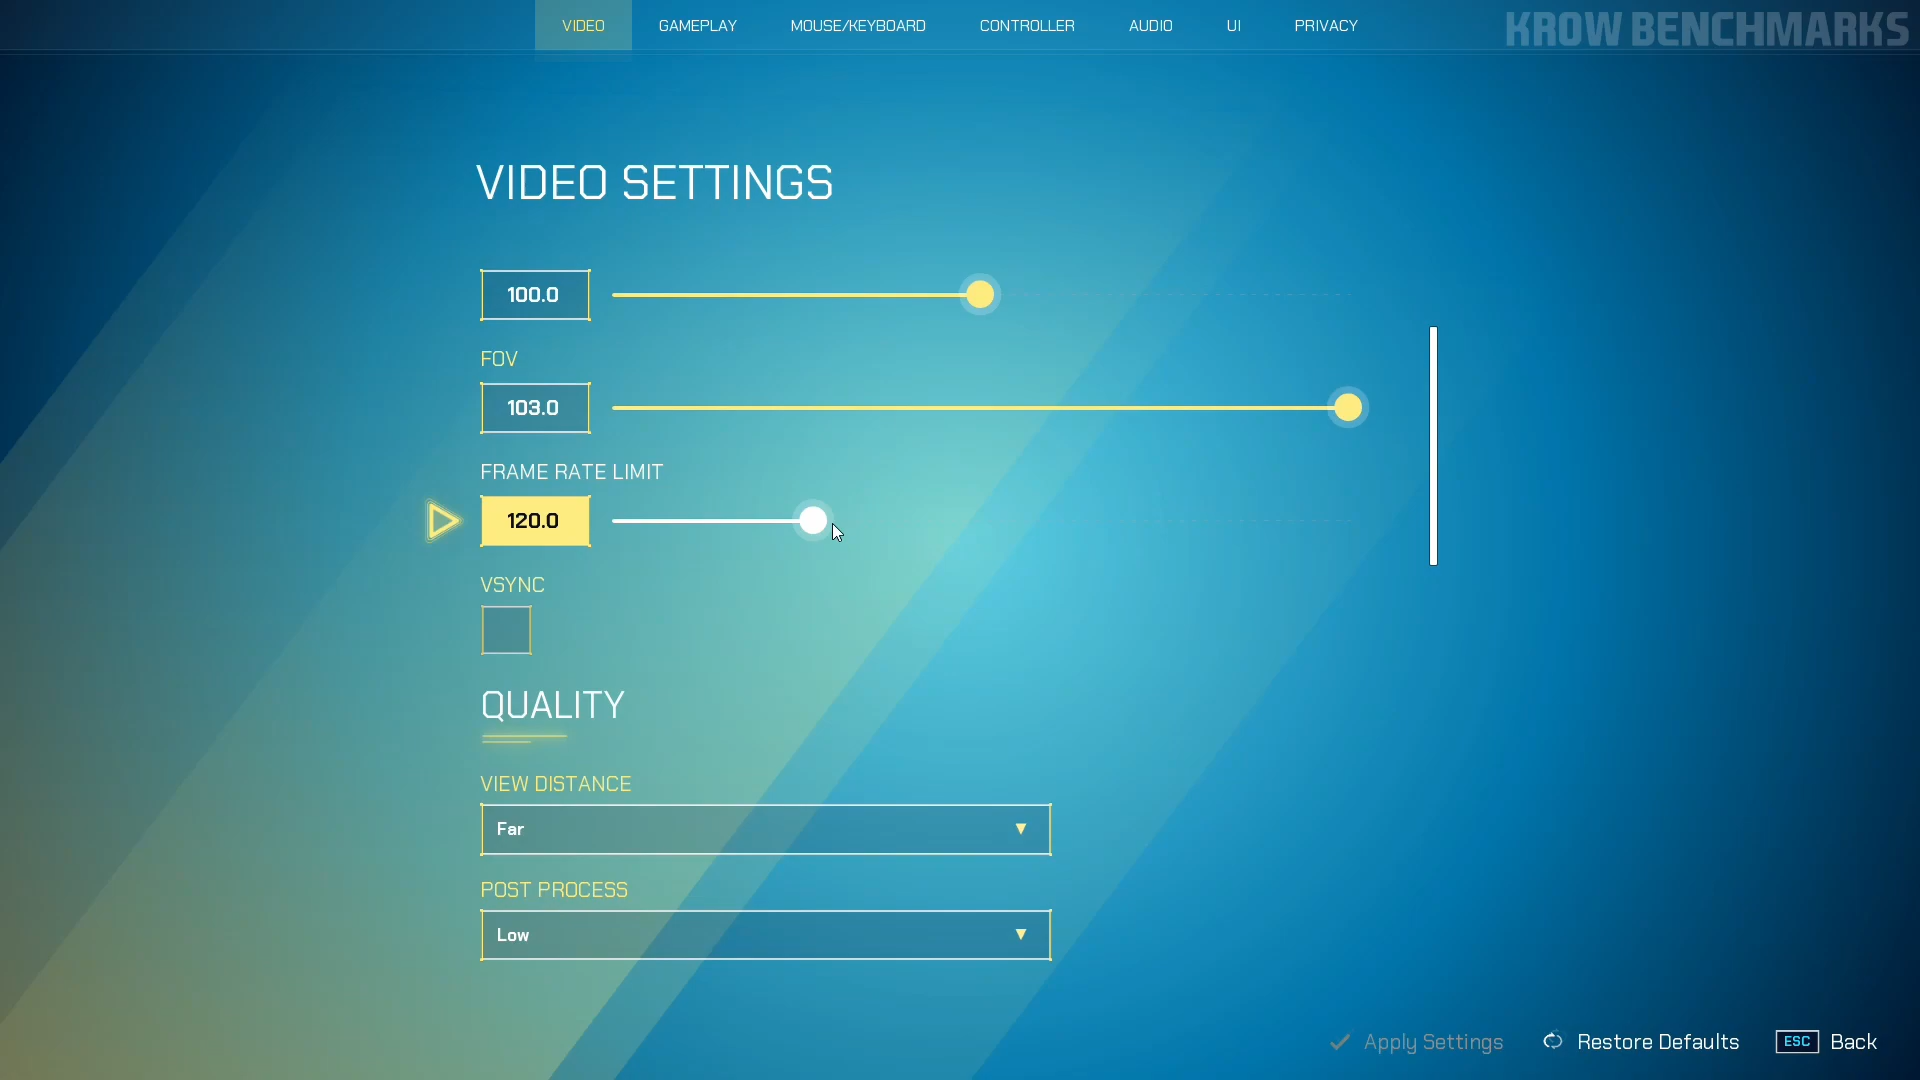 VIDEO GAMEPLAY MOUSE/KEYBOARD CONTROLLER AUDIO UI PRIVACY
KROW BENCHMARKS
VIDEO SETTINGS
100.0
FOV
103.0
FRAME RATE LIMIT
120.0
VSYNC
QUALITY
VIEW DISTANCE
Far
POST PROCESS
Low
Apply Settings Restore Defaults ESC Back